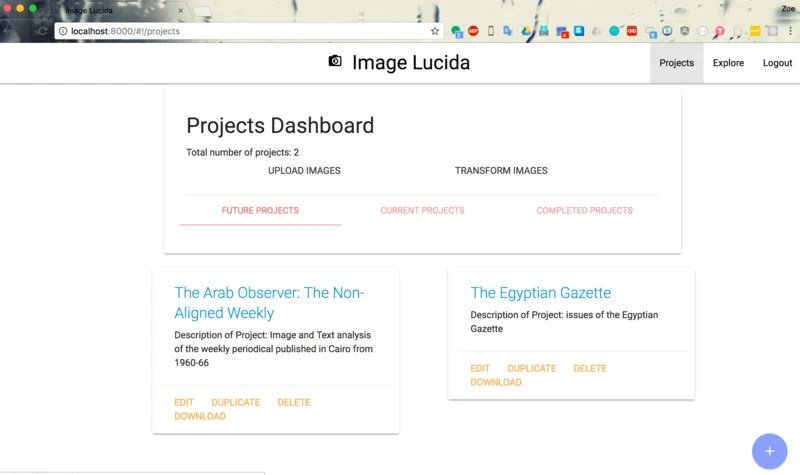 Image Lucida
Zoe
localhost:8000/#!/projects
Image Lucida
Projects
Explore
Logout
Projects Dashboard
Total number of projects: 2
UPLOAD IMAGES
TRANSFORM IMAGES
FUTURE PROJECTS
CURRENT PROJECTS
COMPLETED PROJECTS
The Arab Observer: The Non-
Aligned Weekly
Description of Project: Image and Text analysis
of the weekly periodical published in Cairo from
1960-66
EDIT DUPLICATE DELETE
DOWNLOAD
The Egyptian Gazette
Description of Project: issues of the Egyptian
Gazette
EDIT DUPLICATE DELETE
DOWNLOAD
+